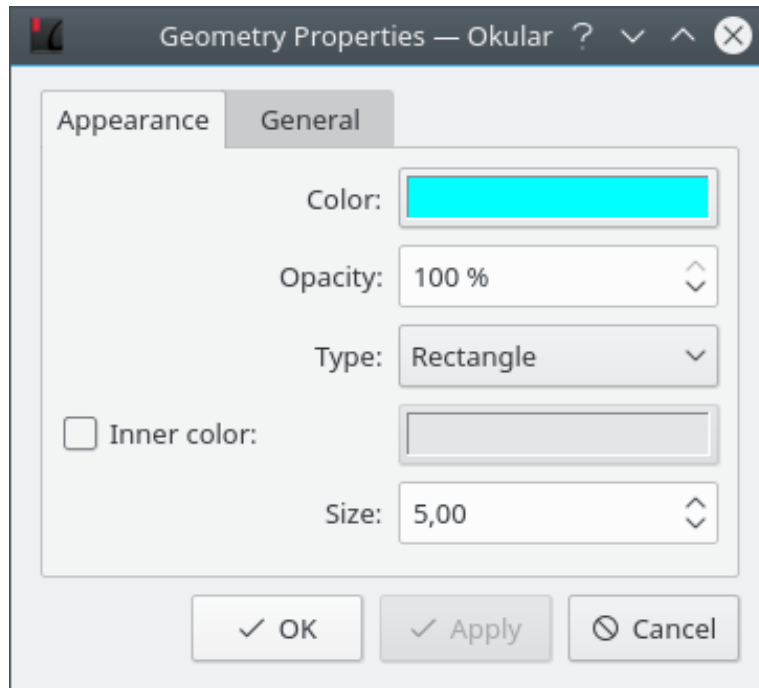 Geometry Properties — Okular ?
Appearance General
Color:
Opacity: 100 %
Type: Rectangle
Inner color:
Size: 5,00
OK Apply Cancel